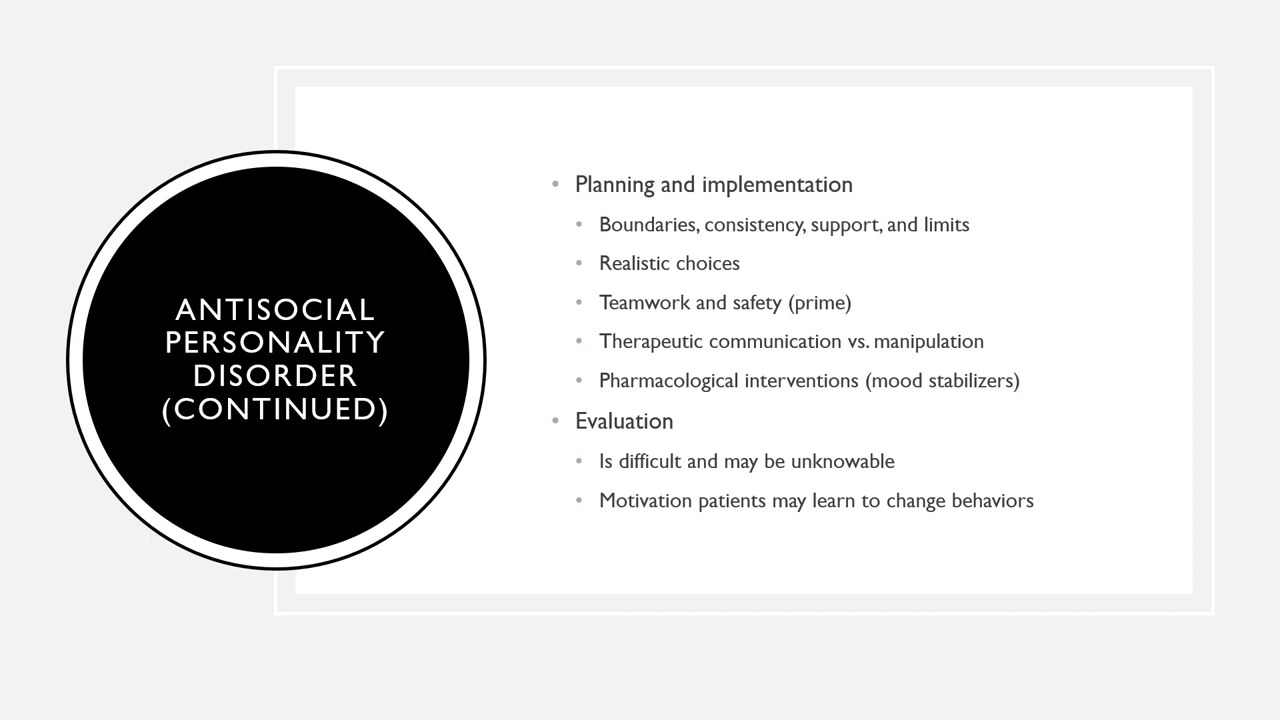 ANTISOCIAL
PERSONALITY
DISORDER
(CONTINUED)
• Planning and implementation
• Boundaries, consistency, support, and limits
• Realistic choices
• Teamwork and safety (prime)
• Therapeutic communication vs. manipulation
• Pharmacological interventions (mood stabilizers)
• Evaluation
• Is difficult and may be unknowable
• Motivation patients may learn to change behaviors